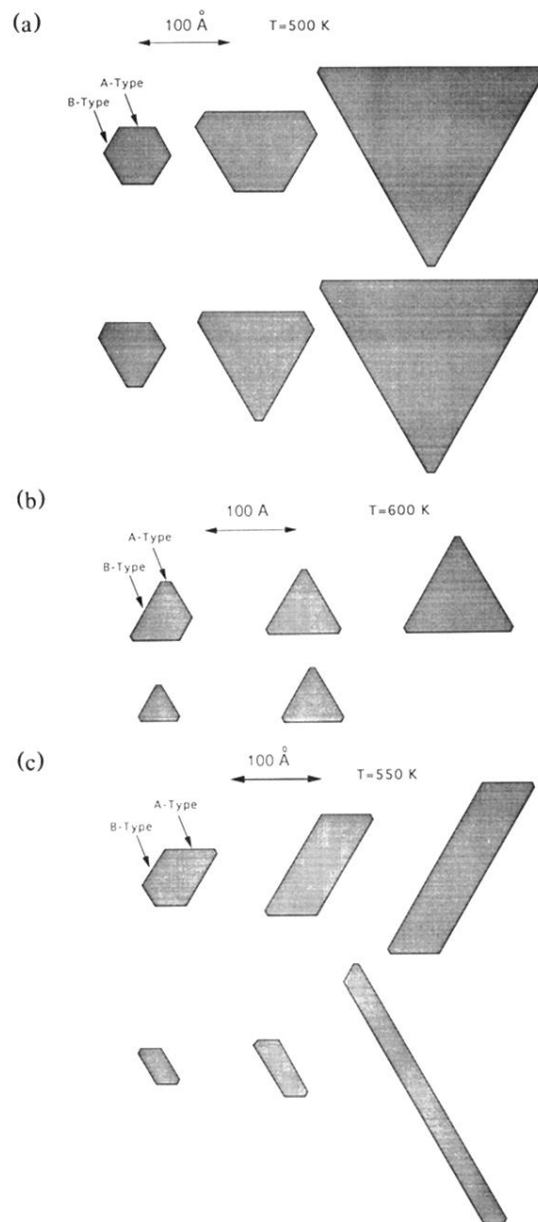 (a)
100 Å T=500 K
A-Type
B-Type
(b)
100 A T=600 K
A-Type
B-Type
(c)
100 Å T=550 K
A-Type
B-Type